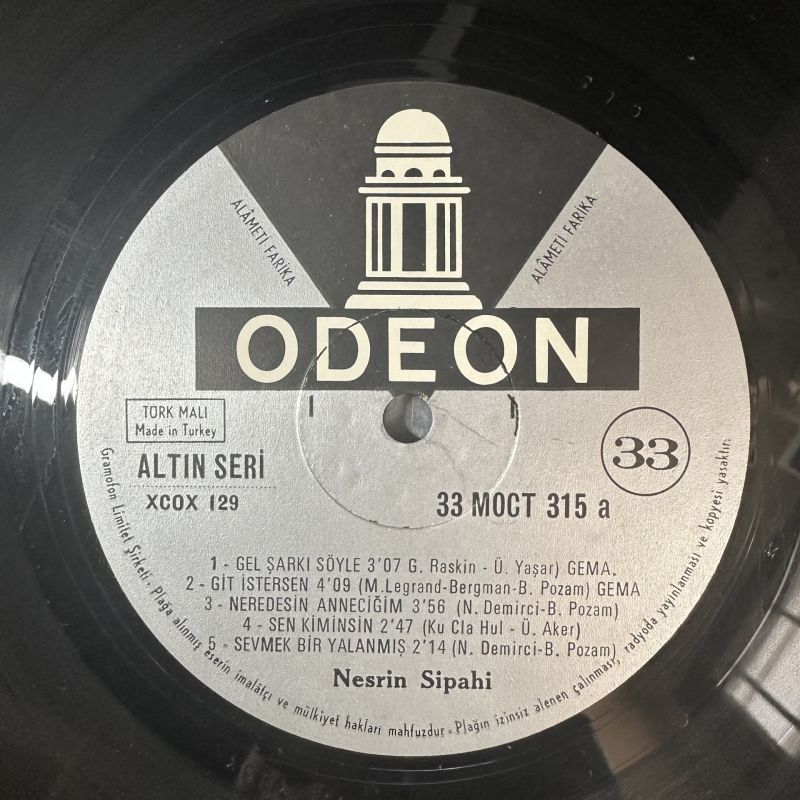 ALÂMETİ FARİKA
ALÂMETİ FARİKA
ODEON
TÜRK MALI
Made in Turkey
ALTIN SERİ
XCOX 129
33
33 MOCT 315 a
1 - GEL ŞARKI SÖYLE 3'07 G. Raskin - Ü. Yaşar) GEMA.
2 - GİT İSTERSEN 4'09 (M.Legrand-Bergman-B. Pozam) GEMA
3 - NEREDESİN ANNECİĞİM 3'56 (N. Demirci-B. Pozam)
4 - SEN KİMİNSİN 2'47 (Ku Cla Hul - Ü. Aker)
5 - SEVMEK BİR YALANMIŞ 2'14 (N. Demirci-B. Pozam)
Nesrin Sipahi
Gramofon Limitet Şirketi - Plağa alınmış eserin imalâtçı ve mülkiyet hakları mahfuzdur - Plağın izinsiz alenen çalınması, radyoda yayınlanması ve kopyesi yasaktır.